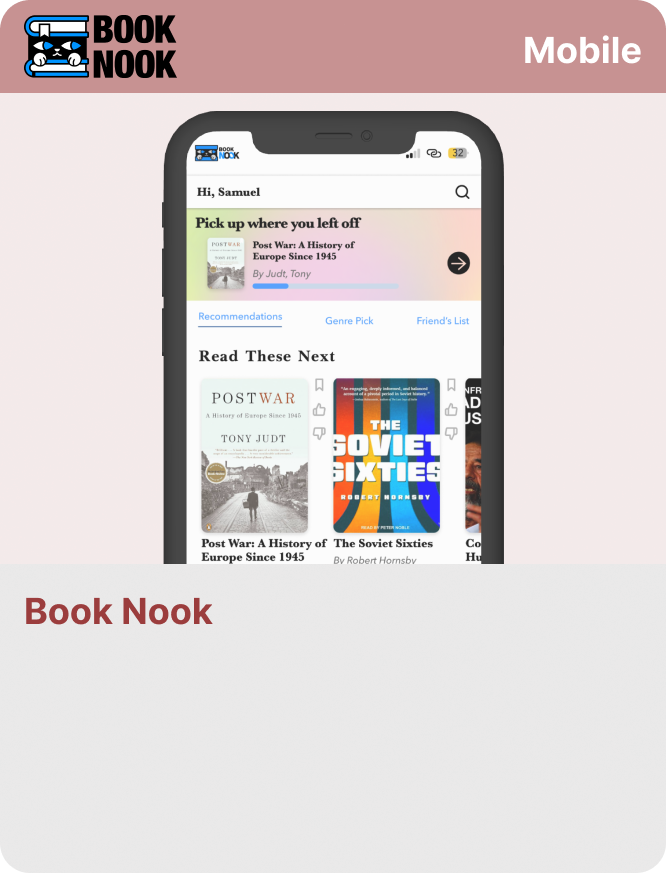 BOOK
NOOK
Mobile
BOOK
NOOK
32
Hi, Samuel
Pick up where you left off
POSTWAR
TONY JUDT
Post War: A History of
Europe Since 1945
By Judt, Tony
Recommendations
Genre Pick
Friend's List
Read These Next
POSTWAR
A History of Europe Since 1945
TONY JUDT
"An engaging, deeply informed, and balanced
account of a pivotal period in Soviet history."
THE
SOVIET
SIXTIES
ROBERT HORNSBY
READ BY PETER NOBLE
Post War: A History of
Europe Since 1945
The Soviet Sixties
By Robert Hornsby
Co
Hu
Book Nook